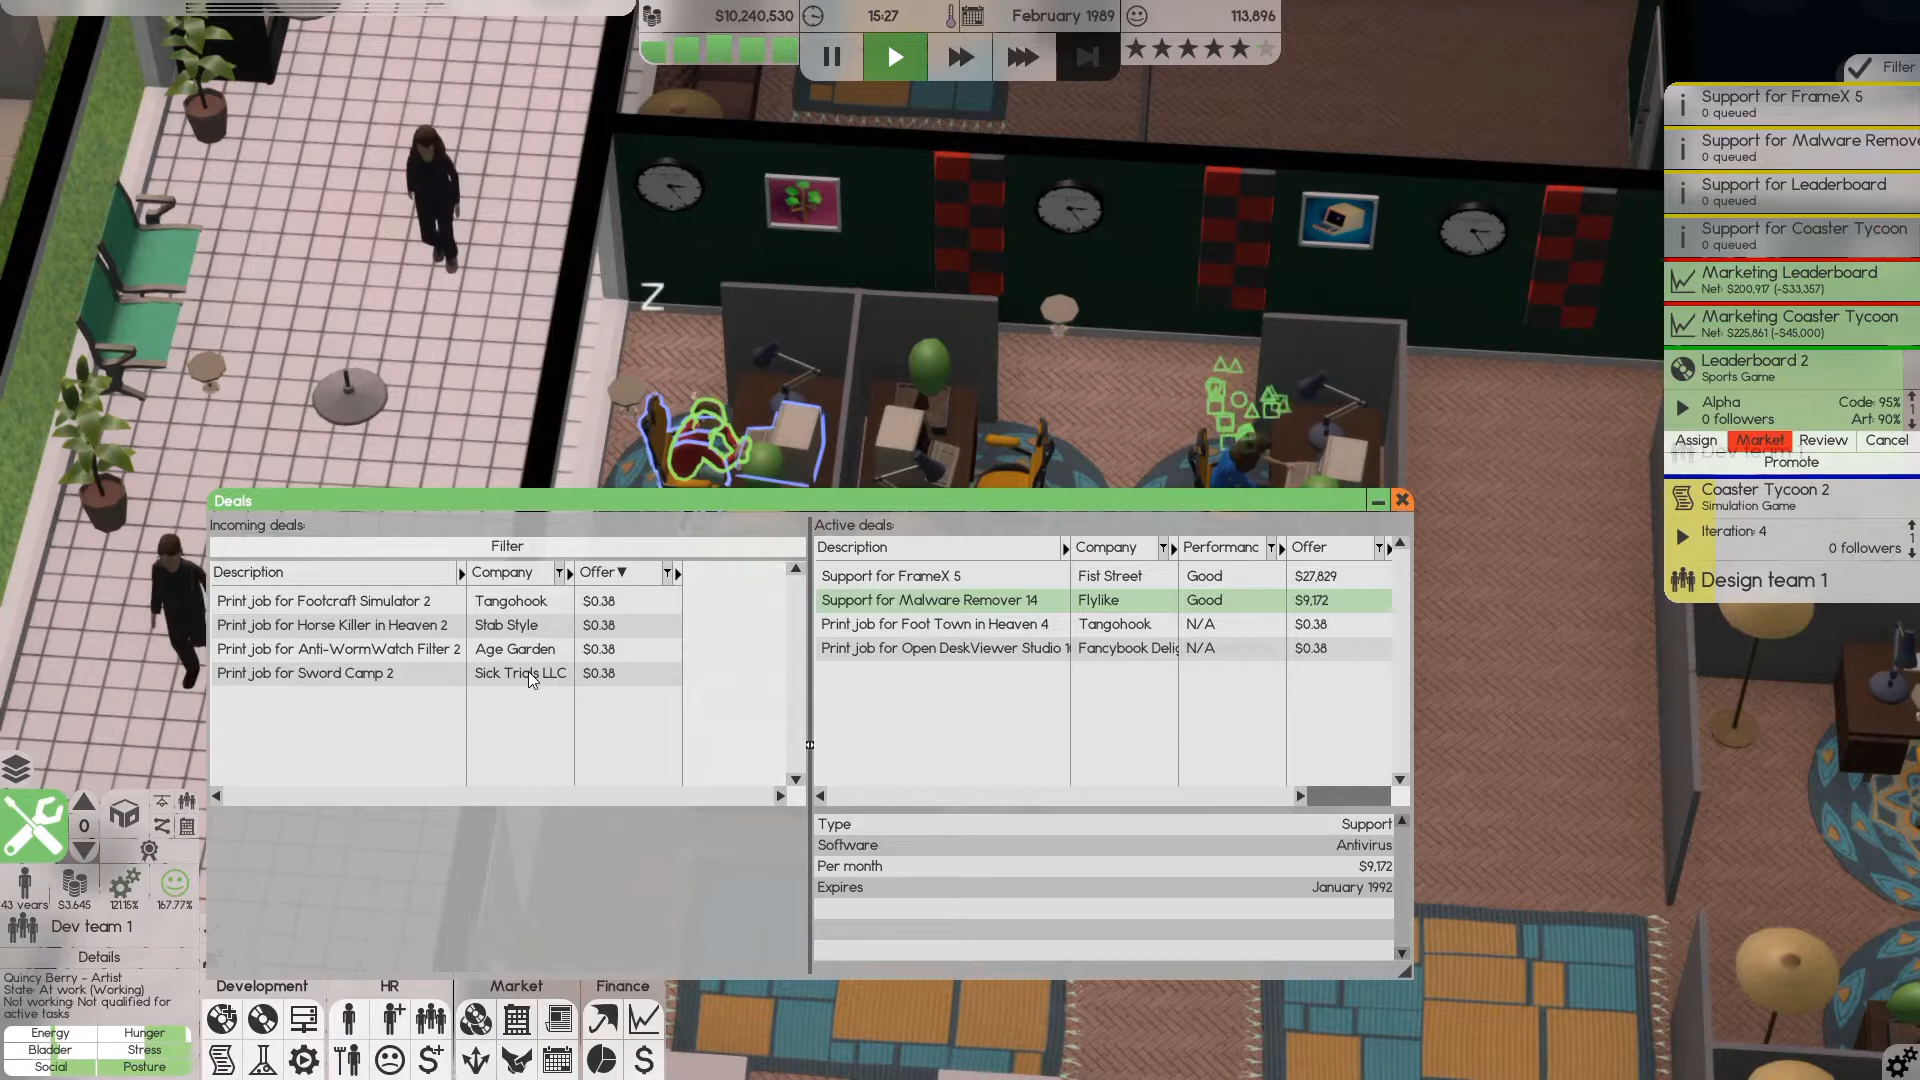 $10,240,530
15:27
February 1989
113,896
Filter
Support for FrameX 5
0 queued
Support for Malware Remove
0 queued
Support for Leaderboard
0 queued
Support for Coaster Tycoon
0 queued
Marketing Leaderboard
Net: $200,917 (-$33,357)
Marketing Coaster Tycoon
Net: $225,861 (-$45,000)
Leaderboard 2
Sports Game
Alpha
Code: 95%
0 followers
Art: 90%
1
Assign
Market
Review
Cancel
Dev team 1
Promote
Coaster Tycoon 2
Simulation Game
Iteration: 4
1
0 followers
Design team 1
Z
Deals
Incoming deals:
Filter
Description Company Offer▼
Print job for Footcraft Simulator 2 Tangohook $0.38
Print job for Horse Killer in Heaven 2 Stab Style $0.38
Print job for Anti-WormWatch Filter 2 Age Garden $0.38
Print job for Sword Camp 2 Sick Trials LLC $0.38
Active deals:
Description Company Performanc Offer
Support for FrameX 5 Fist Street Good $27,829
Support for Malware Remover 14 Flylike Good $9,172
Print job for Foot Town in Heaven 4 Tangohook N/A $0.38
Print job for Open DeskViewer Studio 1 Fancybook Delig N/A $0.38
Type Support
Software Antivirus
Per month $9,172
Expires January 1992
0
43 years
$3,645
121.15%
167.77%
Dev team 1
Details
Quincy Berry - Artist
State: At work (Working)
Not working: Not qualified for
active tasks
Energy Hunger
Bladder Stress
Social Posture
Development
HR
Market
Finance